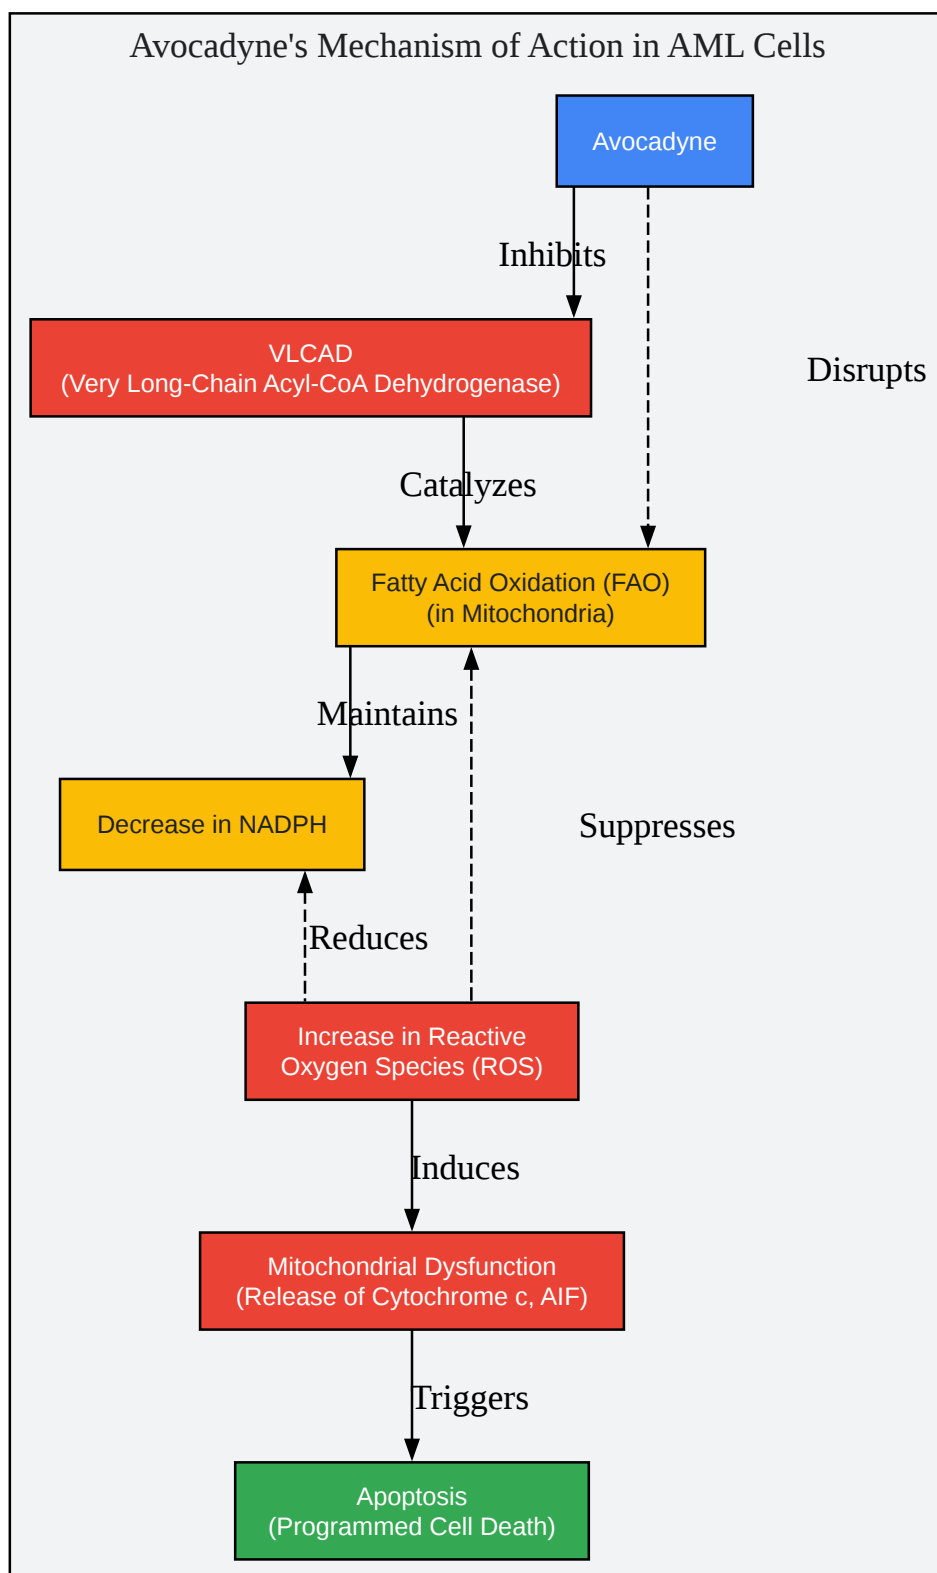 Avocadyne's Mechanism of Action in AML Cells
Avocadyne
Inhibits
VLCAD
(Very Long-Chain Acyl-CoA Dehydrogenase)
Disrupts
Catalyzes
Fatty Acid Oxidation (FAO)
(in Mitochondria)
Maintains
Decrease in NADPH
Suppresses
Reduces
Increase in Reactive
Oxygen Species (ROS)
Induces
Mitochondrial Dysfunction
(Release of Cytochrome c, AIF)
Triggers
Apoptosis
(Programmed Cell Death)